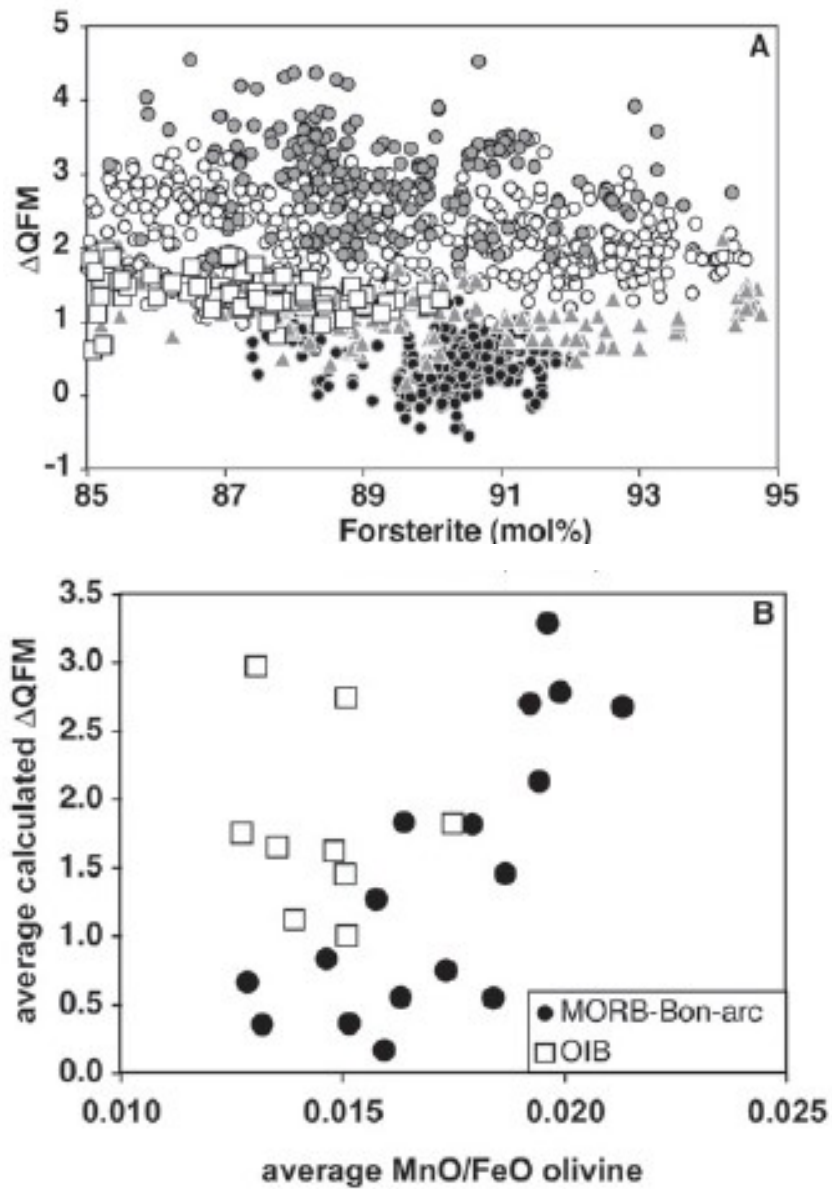 5
A
4
3
2
1
0
-1
ΔQFM
85 87 89 91 93 95
Forsterite (mol%)
3.5
B
3.0
2.5
2.0
1.5
1.0
0.5
0.0
average calculated ΔQFM
MORB-Bon-arc
OIB
0.010 0.015 0.020 0.025
average MnO/FeO olivine